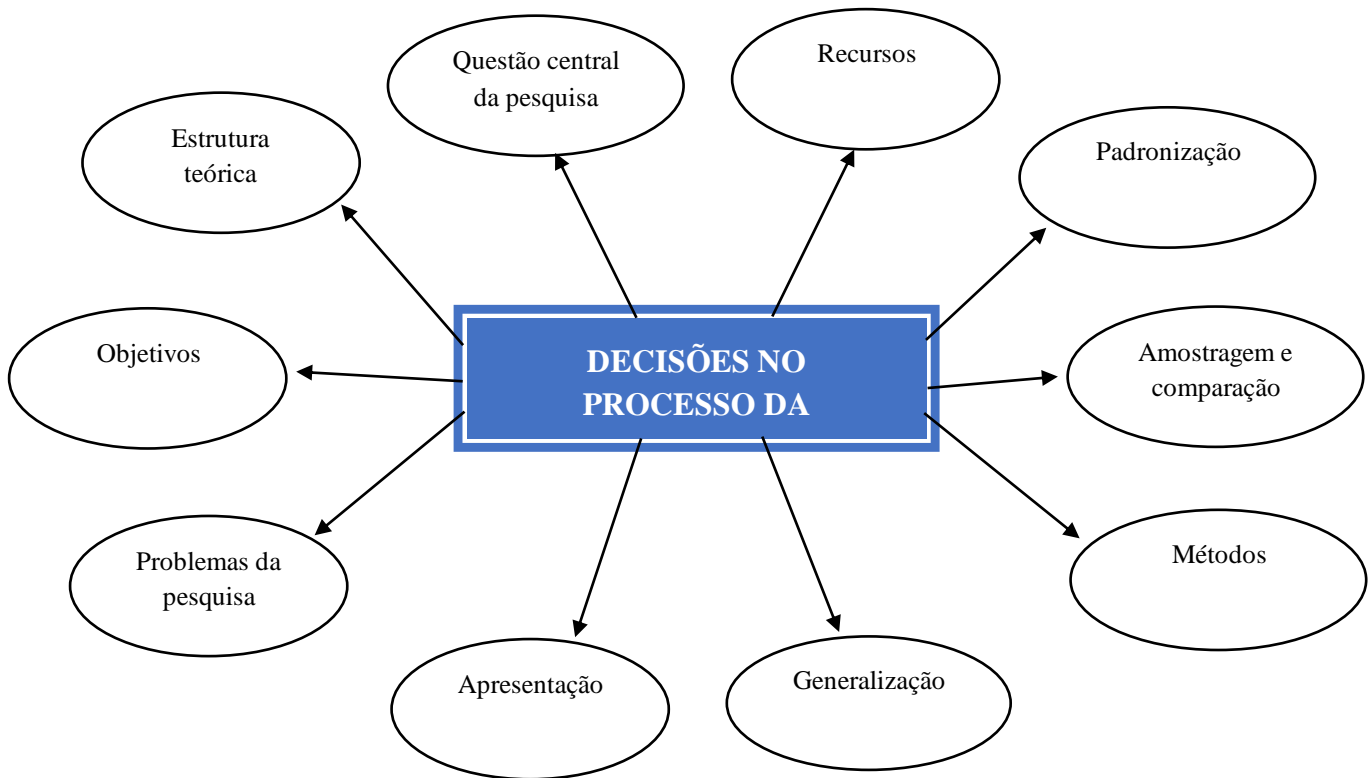 Questão central
da pesquisa
Recursos
Estrutura
teórica
Padronização
Objetivos
DECISÕES NO
PROCESSO DA
Amostragem e
comparação
Problemas da
pesquisa
Métodos
Apresentação
Generalização